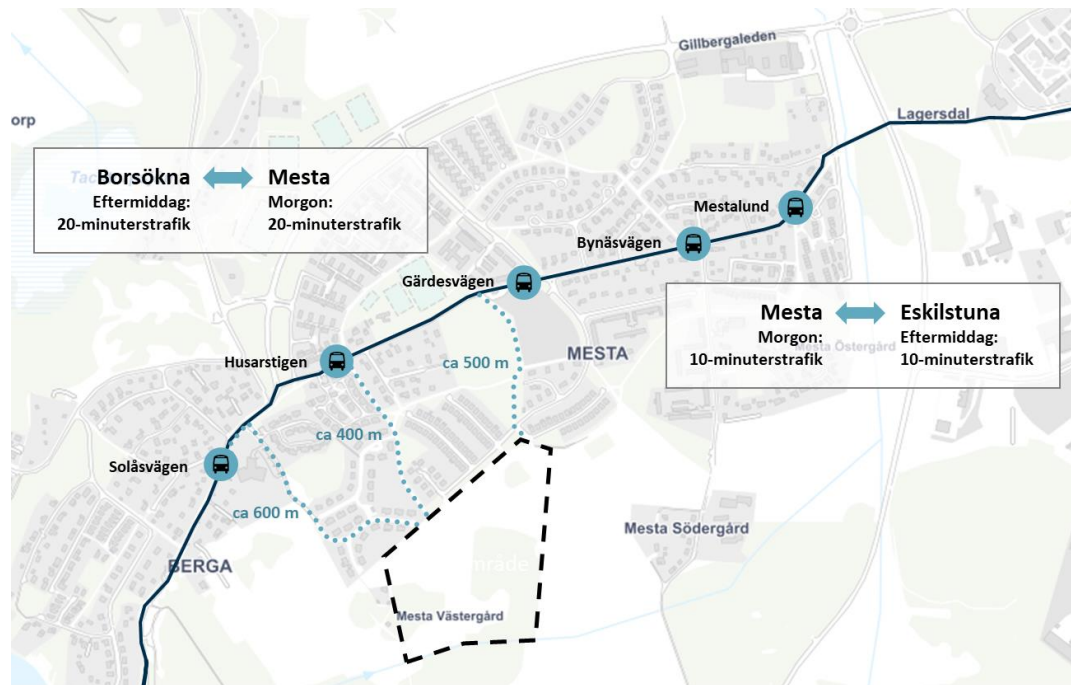 Gillbergaleden
Lagersdal
orp
Borsökna Mesta
Eftermiddag: Morgon:
20-minuterstrafik 20-minuterstrafik
Mestalund
Bynäsvägen
Gärdesvägen
Mesta Eskilstuna
Morgon: Eftermiddag:
10-minuterstrafik 10-minuterstrafik
Mesta Östergård
MESTA
ca 500 m
Husarstigen
ca 400 m
Solåsvägen
ca 600 m
Mesta Södergård
BERGA
område
Mesta Västergård